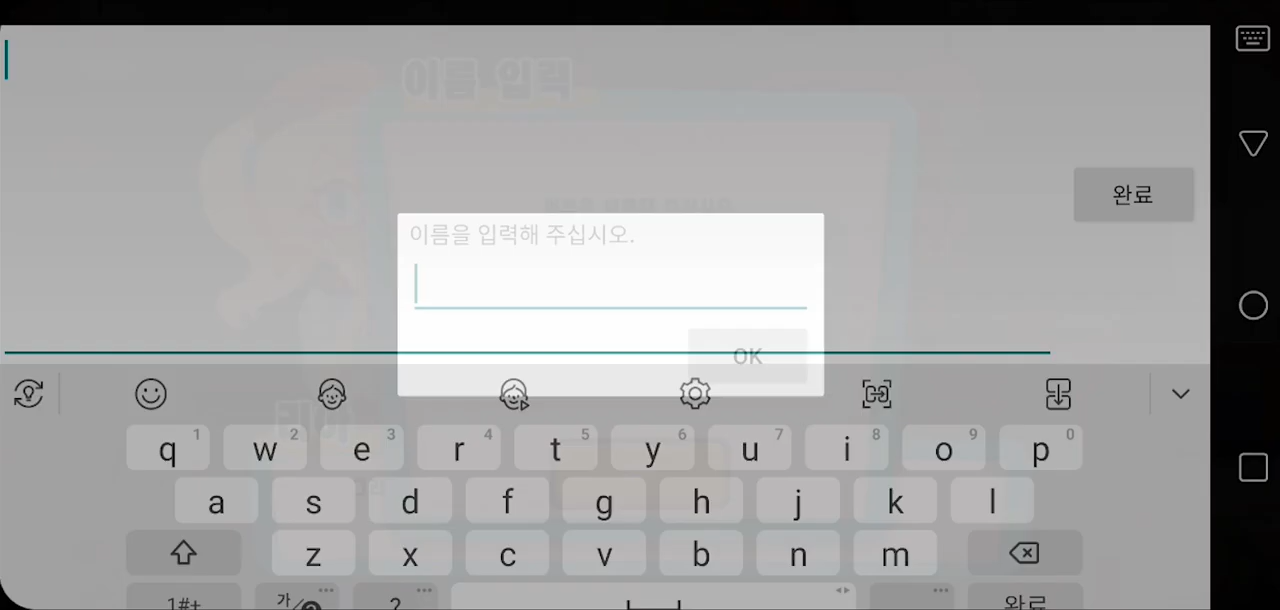 이름 입력
완료
이름을 입력해 주십시오.
OK
q 1 w 2 e 3 r 4 t 5 y 6 u 7 i 8 o 9 p 0
a s d f g h j k l
z x c v b n m
1#+ 가 ? 완료